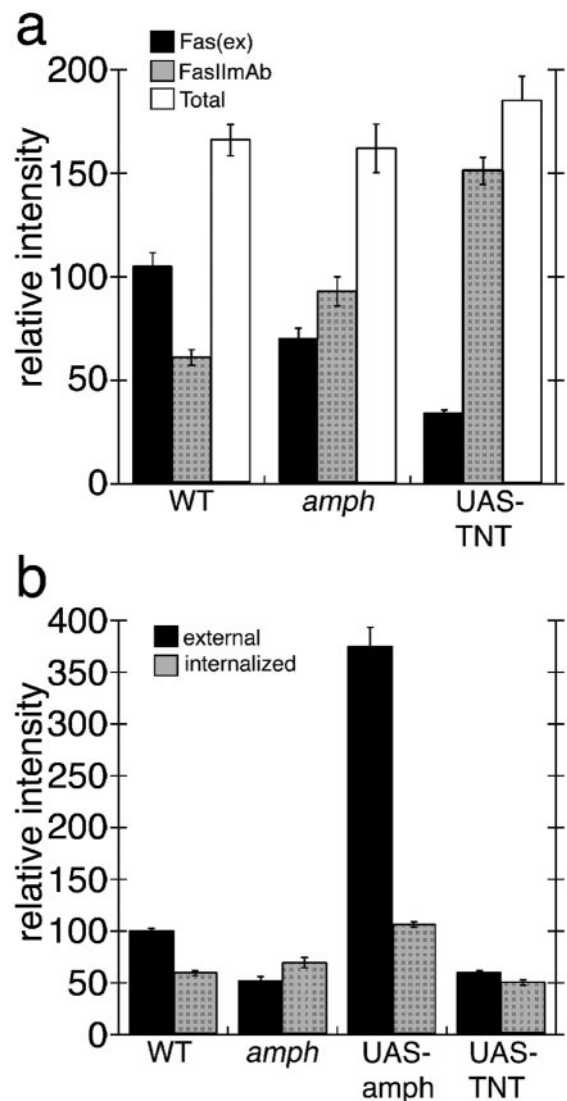 a
Fas(ex)
FasIImAb
Total
relative intensity
200
150
100
50
0
WT amph UAS-
TNT
b
external
internalized
relative intensity
400
350
300
250
200
150
100
50
0
WT amph UAS- UAS-
amph TNT